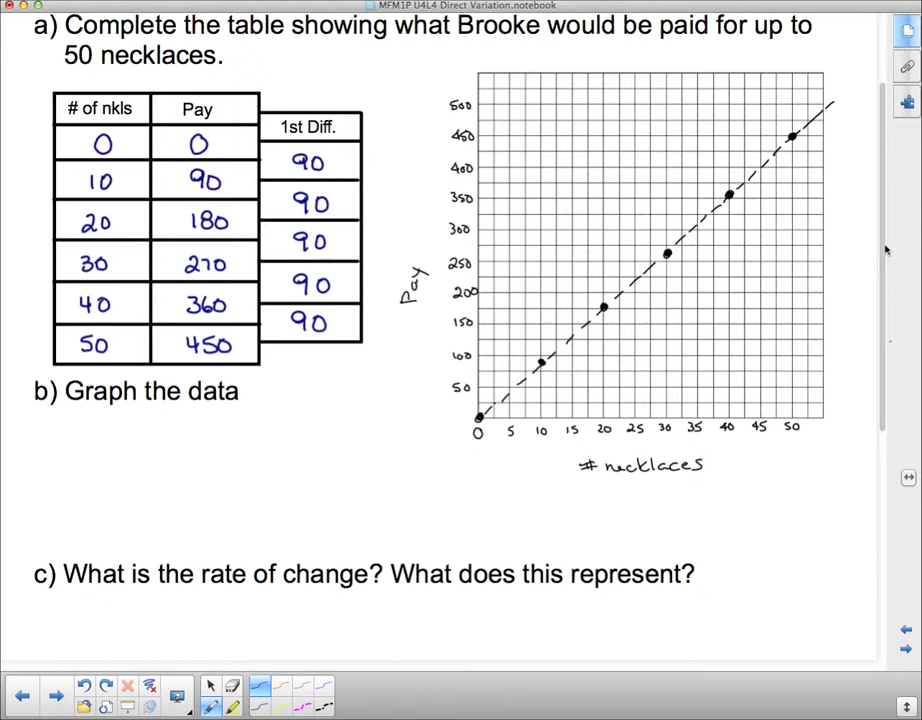 MFM1P U4L4 Direct Variation.notebook
a) Complete the table showing what Brooke would be paid for up to
50 necklaces.
# of nkls Pay
1st Diff.
0 0
90
10 90
90
20 180
90
30 270
90
40 360
90
50 450
b) Graph the data
500
450
400
350
300
250
200
150
100
50
Pay
0 5 10 15 20 25 30 35 40 45 50
# necklaces
c) What is the rate of change? What does this represent?